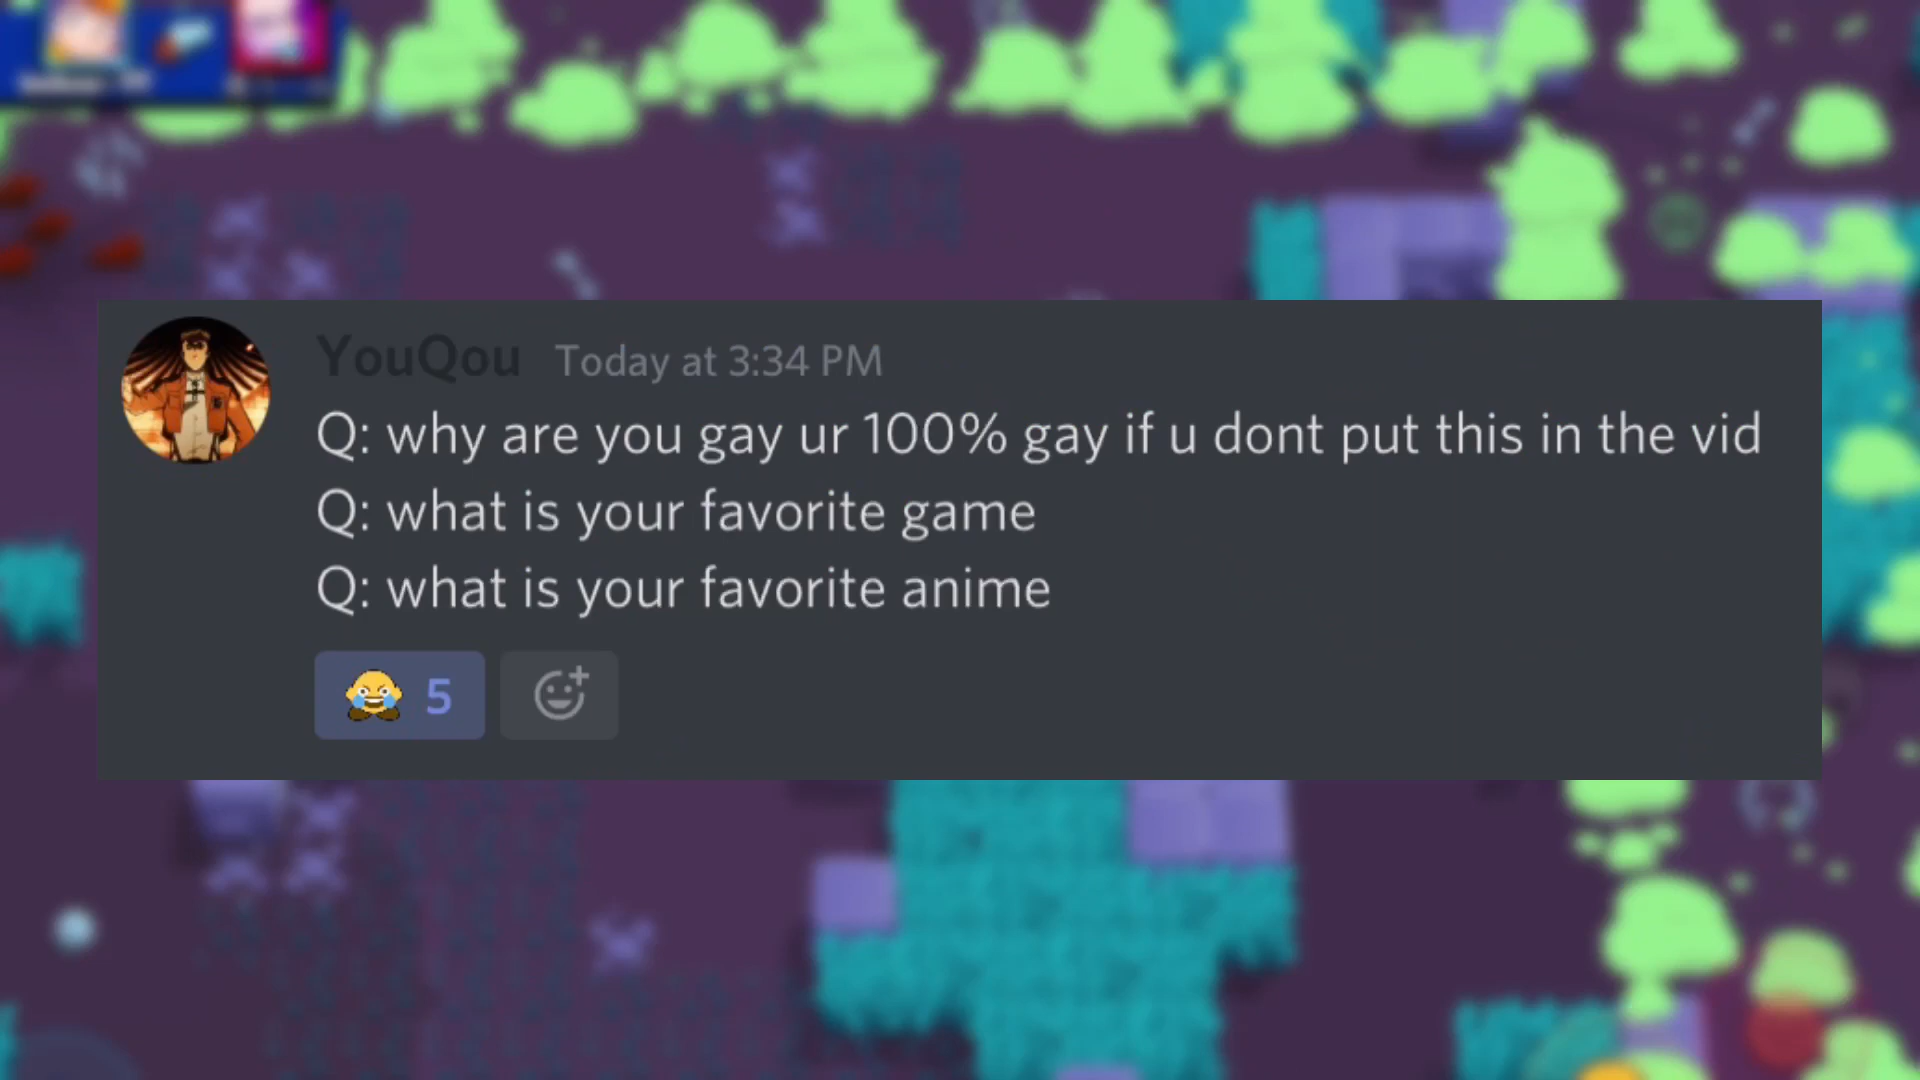 YouQou Today at 3:34 PM
Q: why are you gay ur 100% gay if u dont put this in the vid
Q: what is your favorite game
Q: what is your favorite anime
5